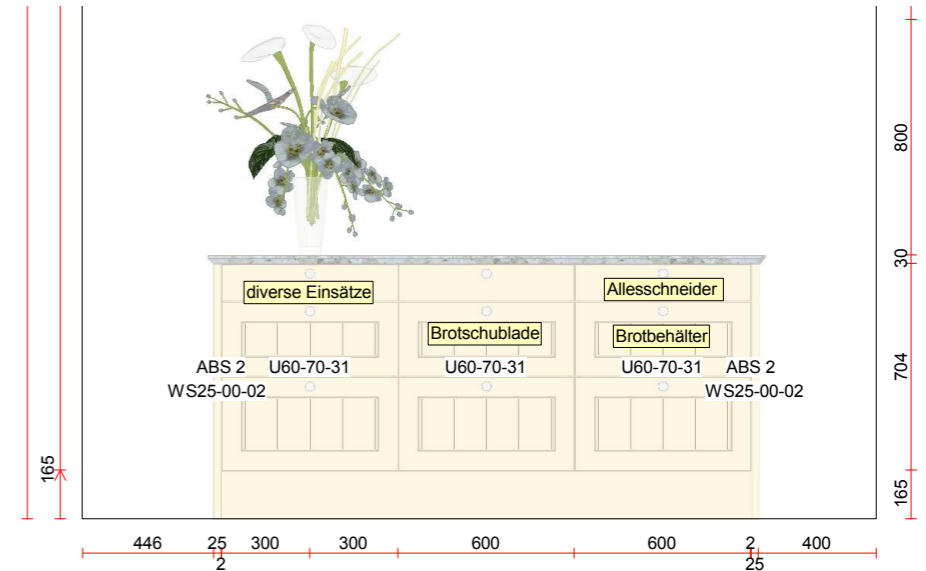 800
30
diverse Einsätze
Allesschneider
Brotschublade
Brotbehälter
ABS 2 U60-70-31 U60-70-31 U60-70-31 ABS 2
704
WS25-00-02 WS25-00-02
165 165
446 25 300 300 600 600 2 400
2 25